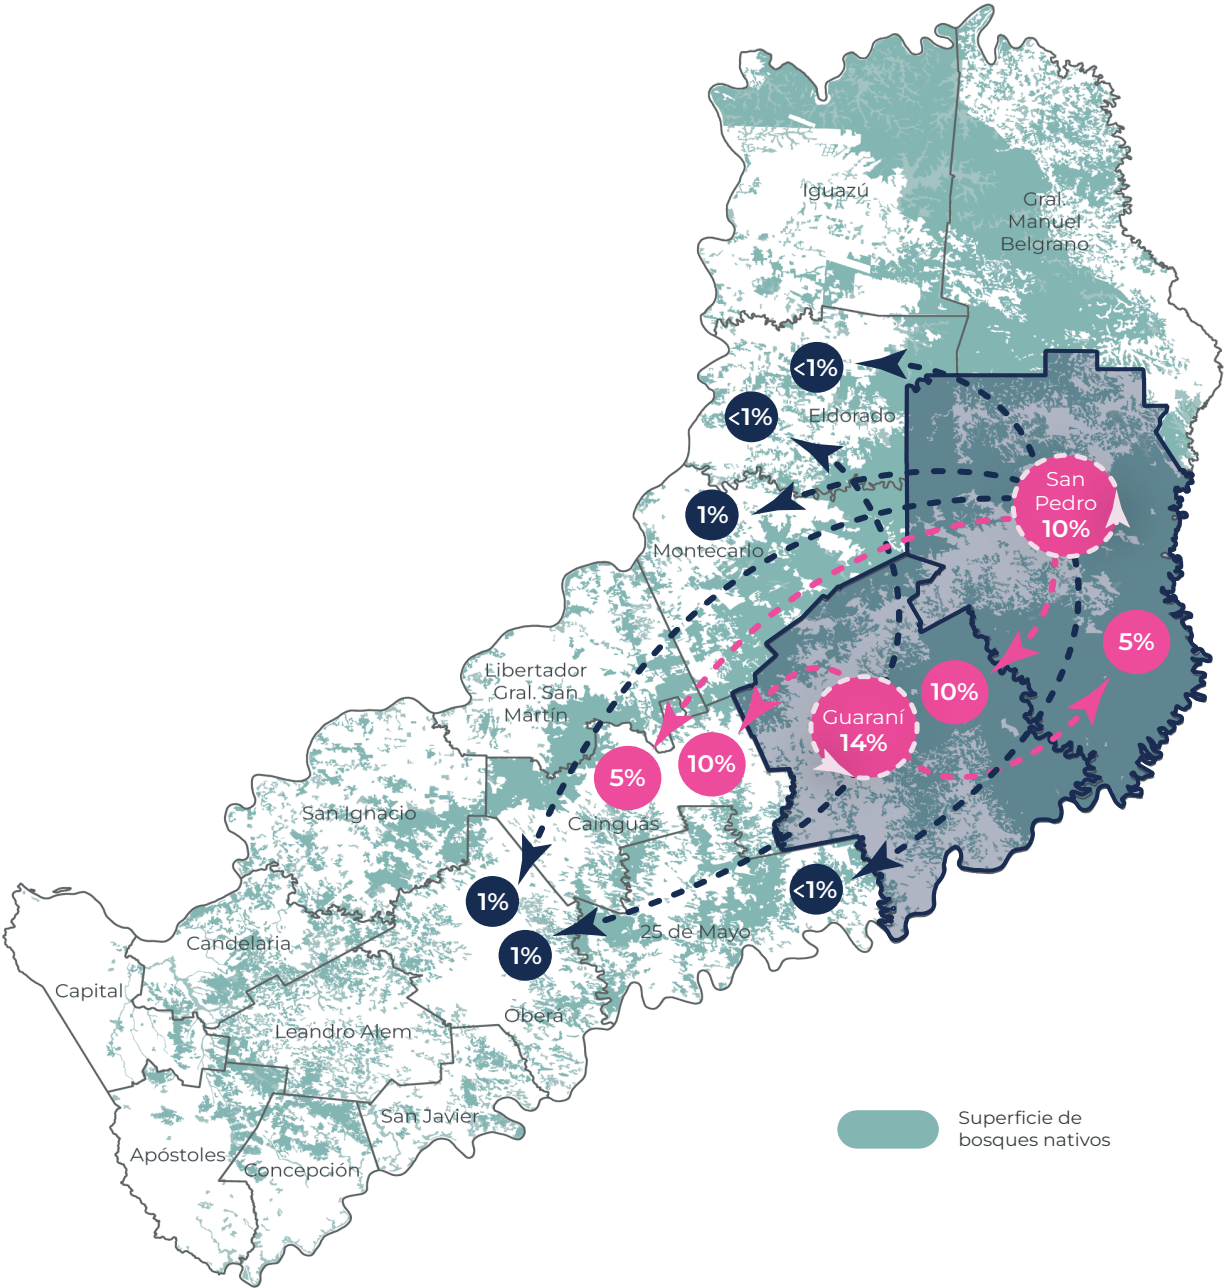 Iguazú
Gral.
Manuel
Belgrano
<1%
<1%
Eldorado
San
Pedro
10%
1%
Montecarlo
5%
Libertador
Gral. San
Martín
10%
Guaraní
14%
5%
10%
San Ignacio
Cainguás
<1%
1%
25 de Mayo
1%
Candelaria
Capital
Oberá
Leandro Alem
San Javier
Apóstoles
Concepción
Superficie de
bosques nativos